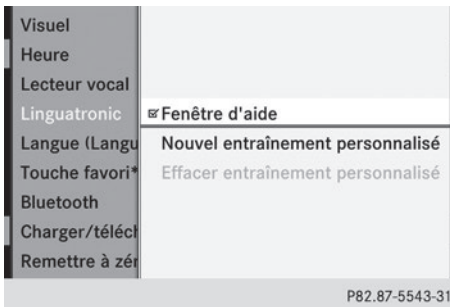 Visuel
Heure
Lecteur vocal
Linguatronic
Langue (Langu
Touche favori*
Bluetooth
Charger/téléch
Remettre à zér
Fenêtre d'aide
Nouvel entraînement personnalisé
Effacer entraînement personnalisé
P82.87-5543-31